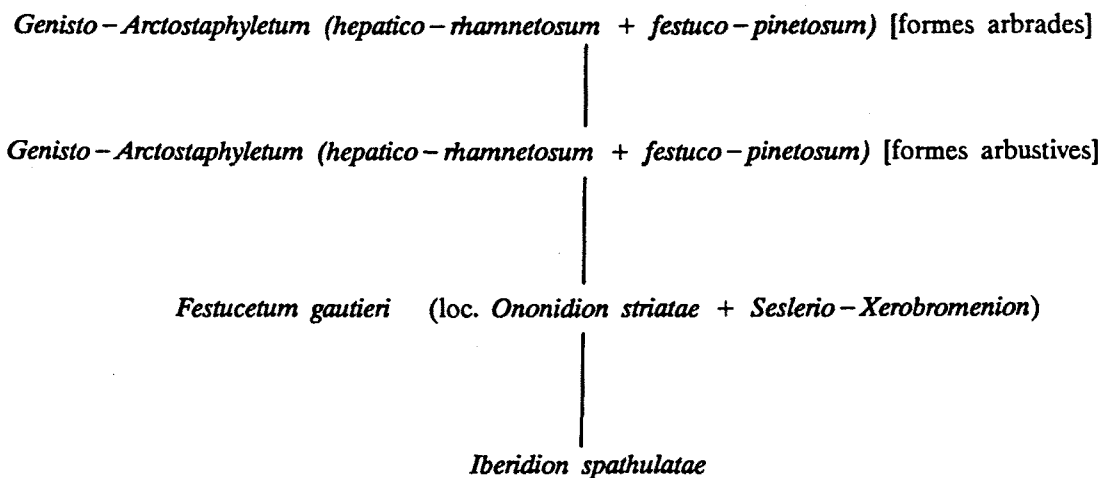 Genisto–Arctostaphyletum (hepatico–rhamnetosum + festuco–pinetosum) [formes arbrades]
Genisto–Arctostaphyletum (hepatico–rhamnetosum + festuco–pinetosum) [formes arbustives]
Festucetum gautieri (loc. Ononidion striatae + Seslerio–Xerobromenion)
Iberidion spathulatae